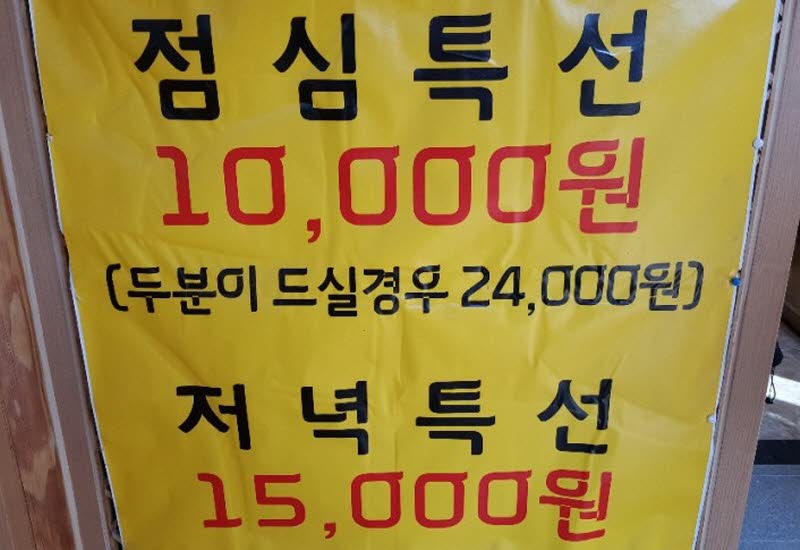 점심특선
10,000원
(두분이 드실경우 24,000원)
저녁특선
15,000원